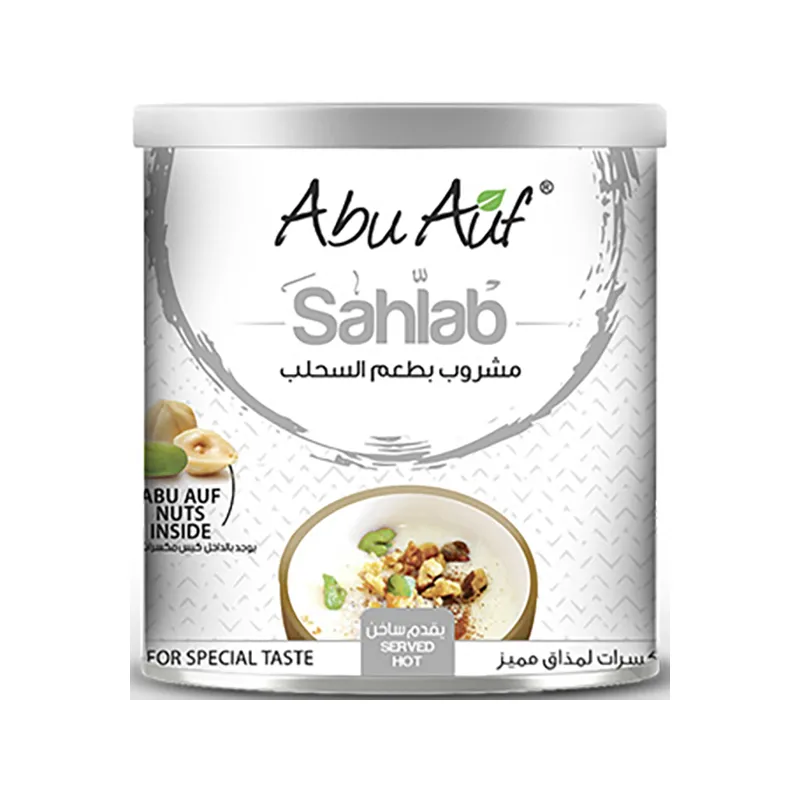 Abu Auf®
Sahlab
مشروب بطعم السحلب
ABU AUF
NUTS
INSIDE
يوجد بالداخل كيس مكسرات
يقدم ساخن
SERVED
HOT
FOR SPECIAL TASTE
كسرات لمذاق مميز